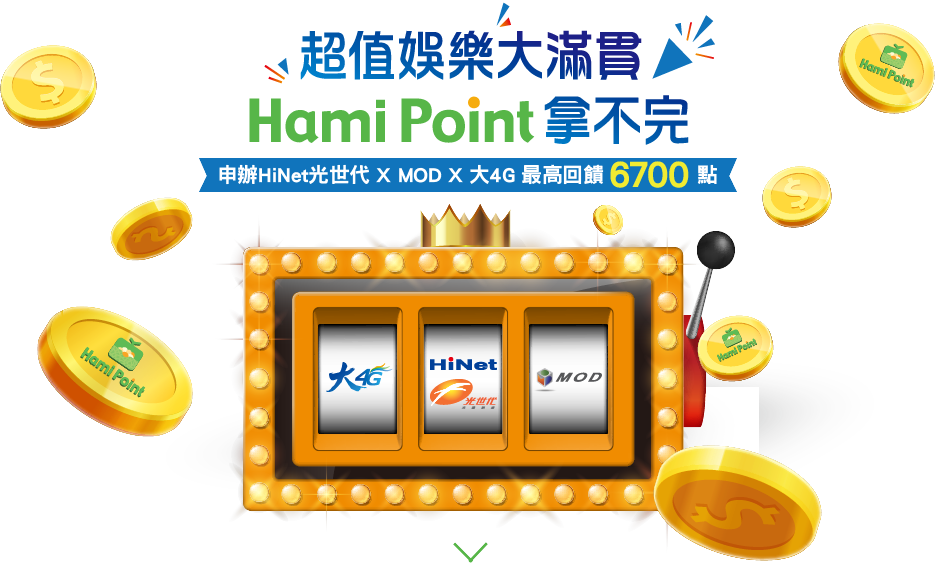 超值娛樂大滿貫
Hami Point 拿不完
申辦HiNet光世代 X MOD X 大4G 最高回饋 6700 點
Hami Point
Hami Point
Hami Point
大4G
HiNet
光世代
MOD